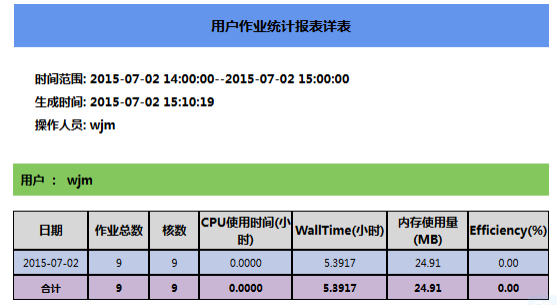 用户作业统计报表详表
时间范围: 2015-07-02 14:00:00--2015-07-02 15:00:00
生成时间: 2015-07-02 15:10:19
操作人员: wjm
用户 ： wjm
日期 作业总数 核数 CPU使用时间(小时) WallTime(小时) 内存使用量(MB) Efficiency(%)
2015-07-02 9 9 0.0000 5.3917 24.91 0.00
合计 9 9 0.0000 5.3917 24.91 0.00